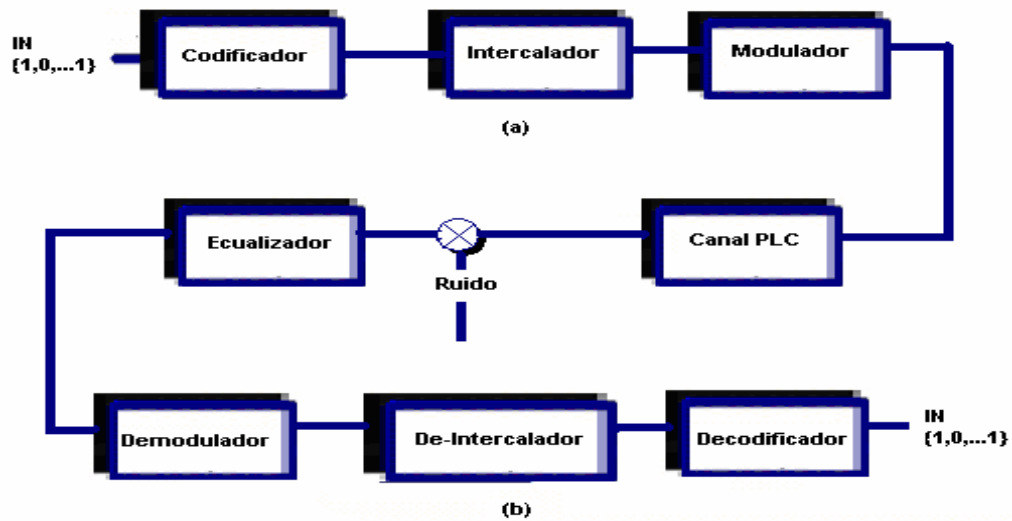 IN
{1,0,...1}
Codificador
Intercalador
Modulador
(a)
Ecualizador
Ruido
Canal PLC
Demodulador
De-Intercalador
Decodificador
IN
{1,0,...1}
(b)